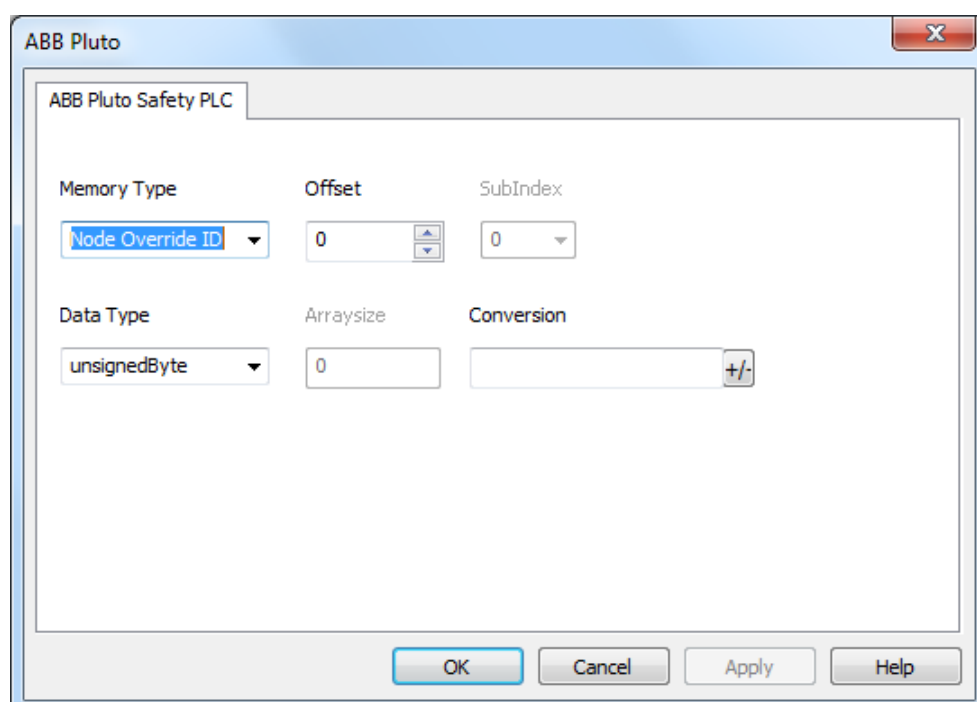 ABB Pluto
ABB Pluto Safety PLC
Memory Type Offset SubIndex
Node Override ID 0 0
Data Type Arraysize Conversion
unsignedByte 0 +/-
OK Cancel Apply Help